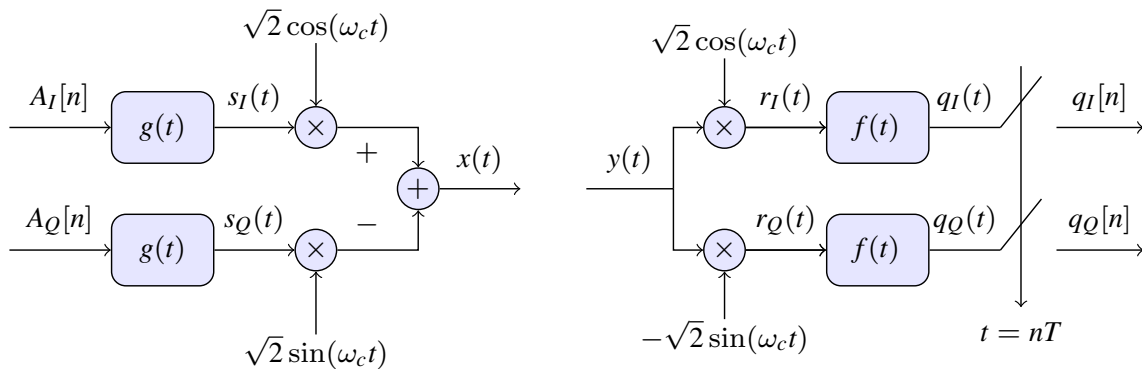 √2 cos(ω_c t)
√2 cos(ω_c t)
A_I[n]
g(t)
s_I(t)
×
+
x(t)
+
A_Q[n]
g(t)
s_Q(t)
×
−
√2 sin(ω_c t)
y(t)
×
r_I(t)
f(t)
q_I(t)
q_I[n]
×
r_Q(t)
f(t)
q_Q(t)
q_Q[n]
−√2 sin(ω_c t)
t = nT